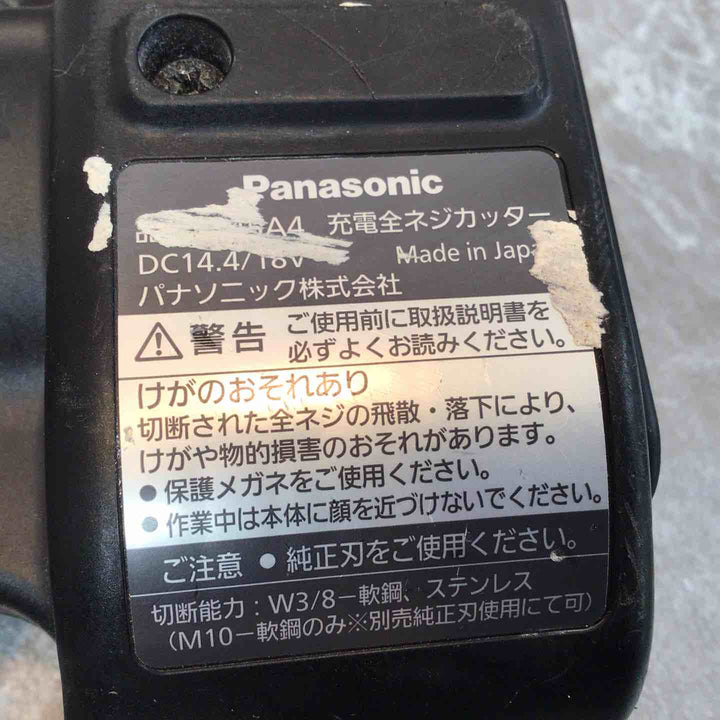 Panasonic
品 A4 充電全ネジカッター
DC14.4/18V Made in Japa
パナソニック株式会社
警告 ご使用前に取扱説明書を
必ずよくお読みください。
けがのおそれあり
切断された全ネジの飛散・落下により、
けがや物的損害のおそれがあります。
● 保護メガネをご使用ください。
● 作業中は本体に顔を近づけないでください。
ご注意 ● 純正刃をご使用ください。
切断能力：W3/8－軟鋼、ステンレス
（M10－軟鋼のみ※別売純正刃使用にて可）